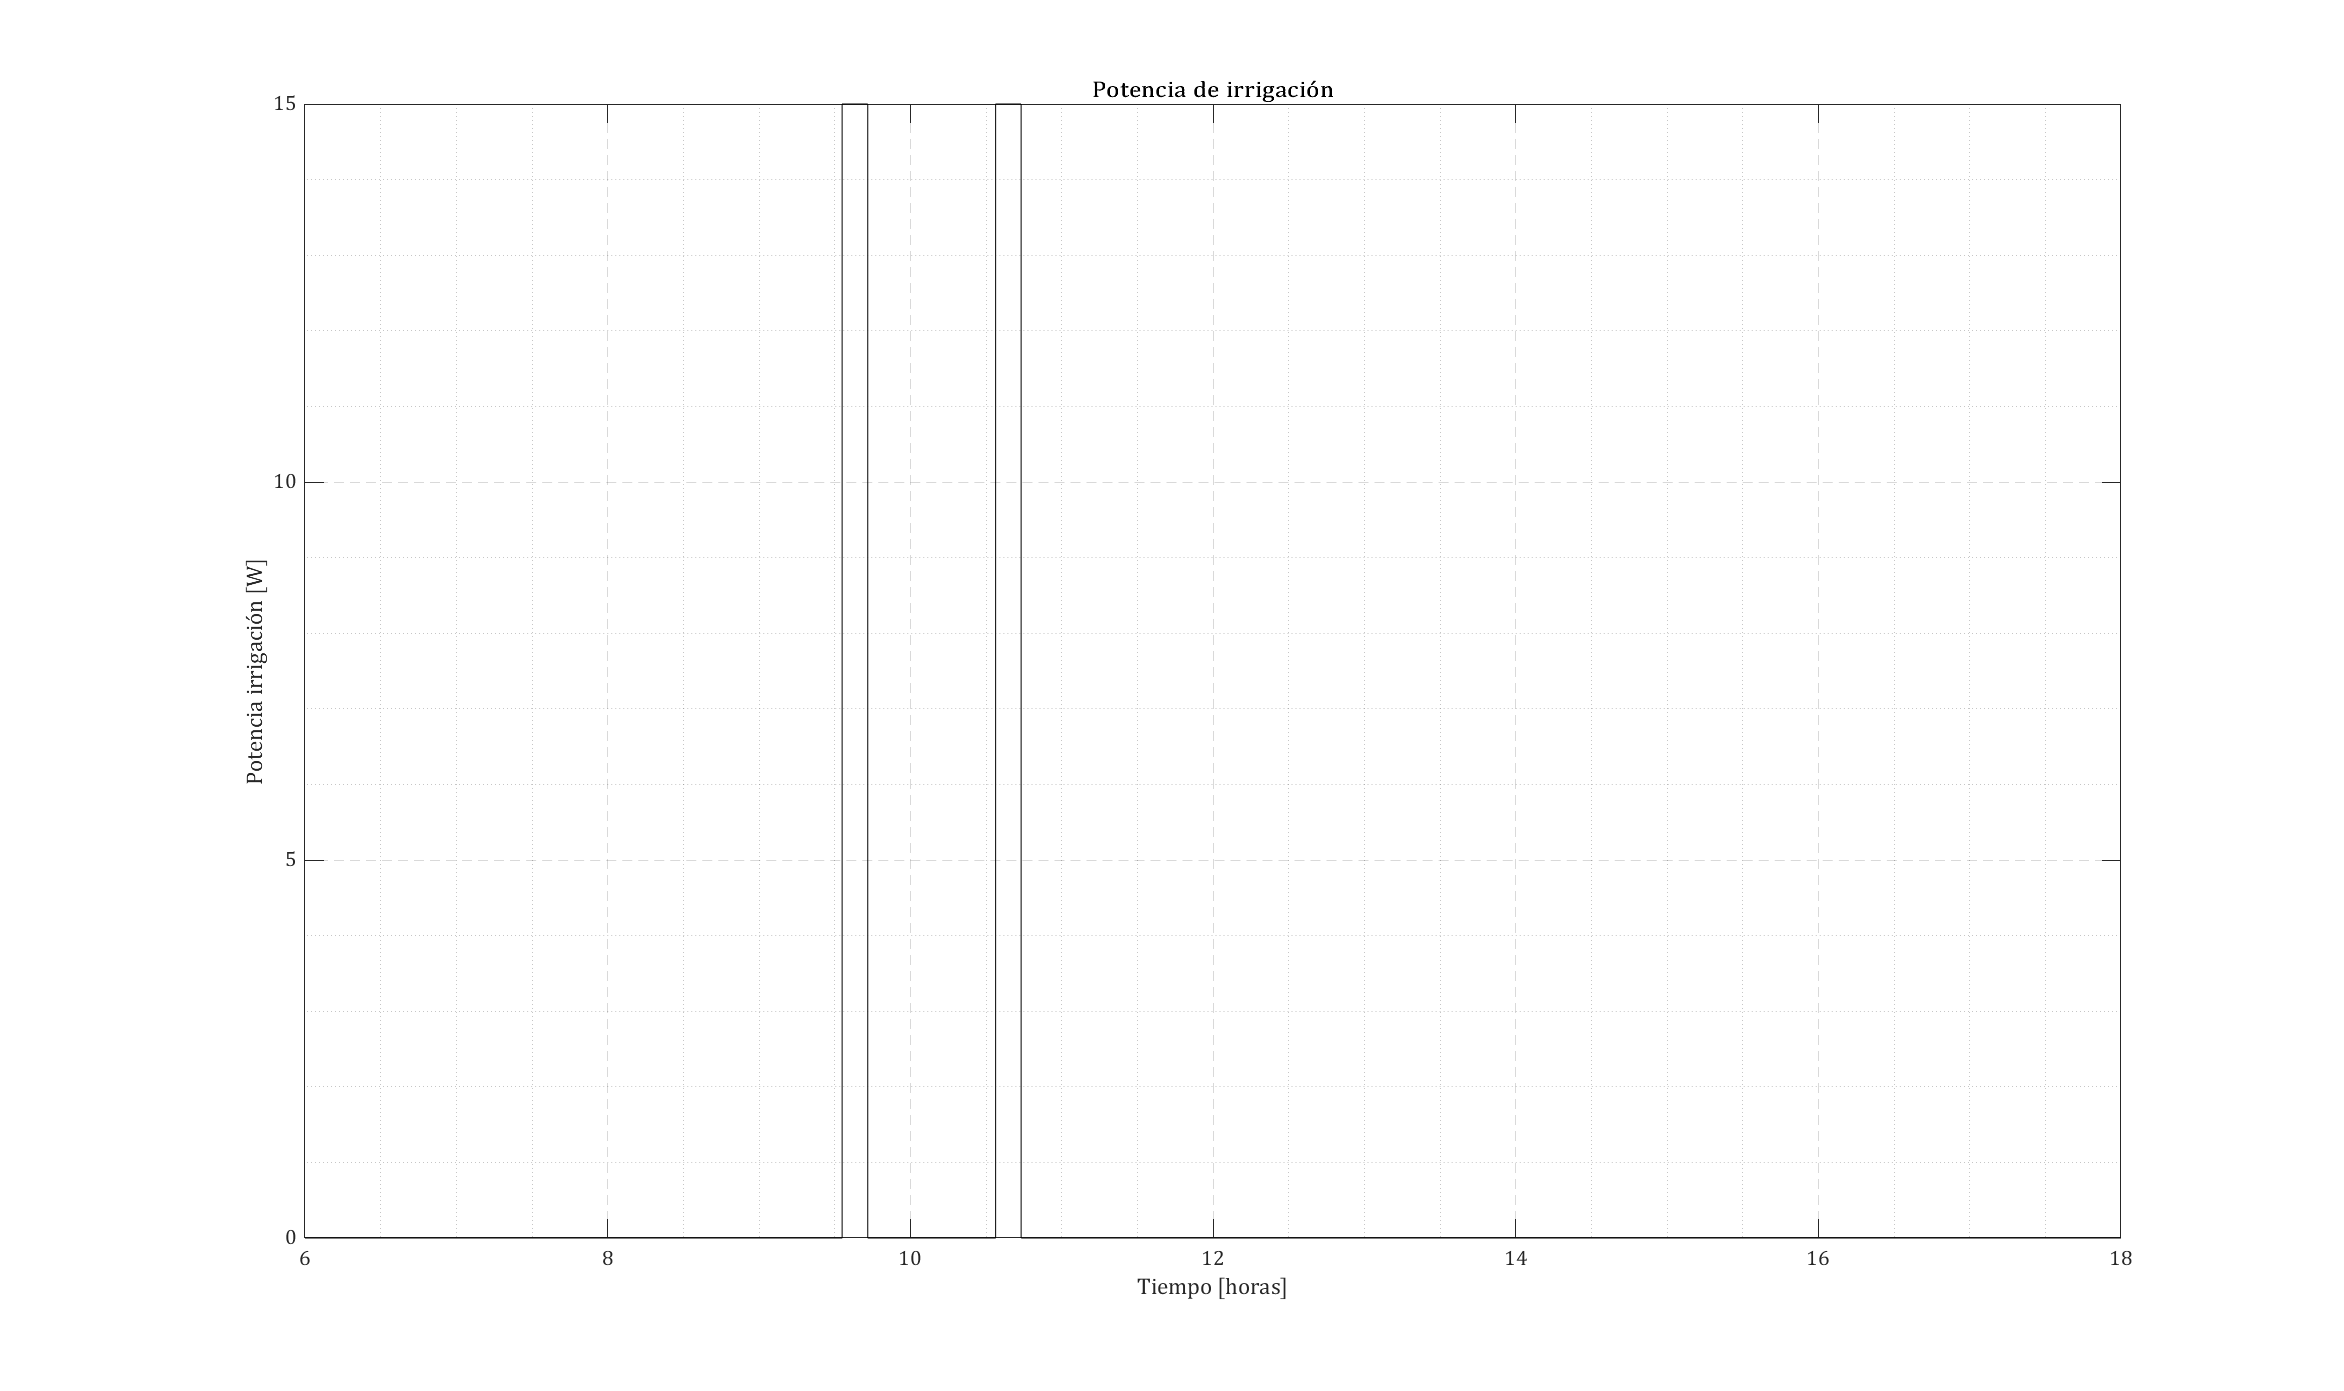 Potencia de irrigación
15
10
5
0
Potencia irrigación [W]
6 8 10 12 14 16 18
Tiempo [horas]